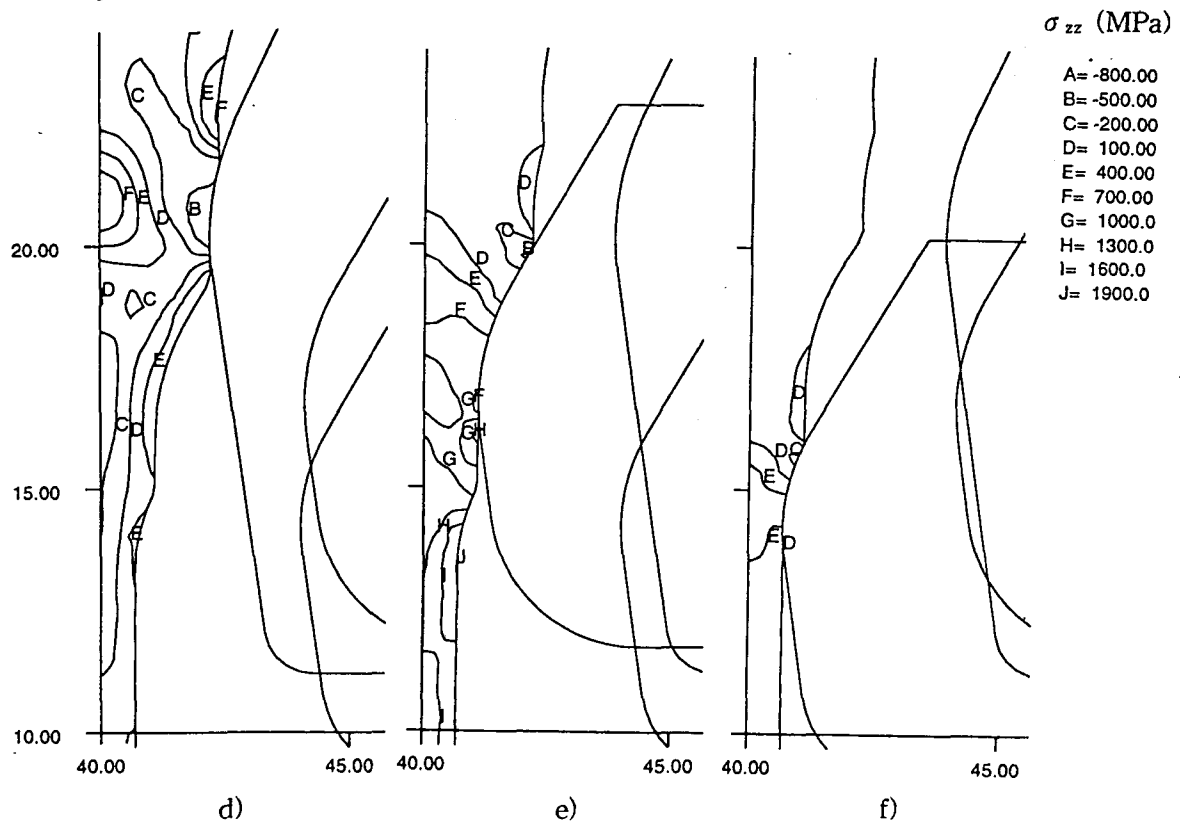 σ zz (MPa)
A= -800.00
B= -500.00
C= -200.00
D= 100.00
E= 400.00
F= 700.00
G= 1000.0
H= 1300.0
I= 1600.0
J= 1900.0
20.00
15.00
10.00
C
E
F
F
E
D
B
D
C
E
C
D
E
40.00
45.00
d)
D
C
B
D
E
F
G
F
G
H
G
H
J
I
I
40.00
45.00
e)
D
D
C
E
E
D
40.00
45.00
f)